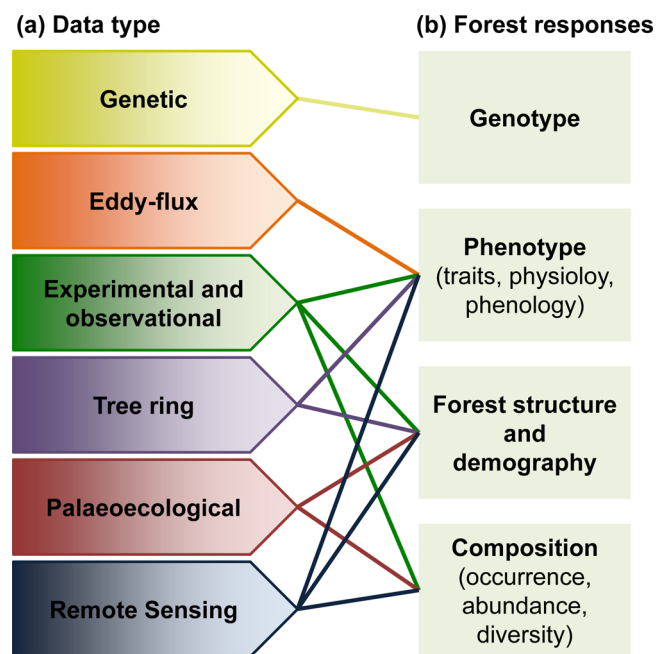 (a) Data type
Genetic
Eddy-flux
Experimental and
observational
Tree ring
Palaeoecological
Remote Sensing
(b) Forest responses
Genotype
Phenotype
(traits, physioloy,
phenology)
Forest structure
and
demography
Composition
(occurrence,
abundance,
diversity)